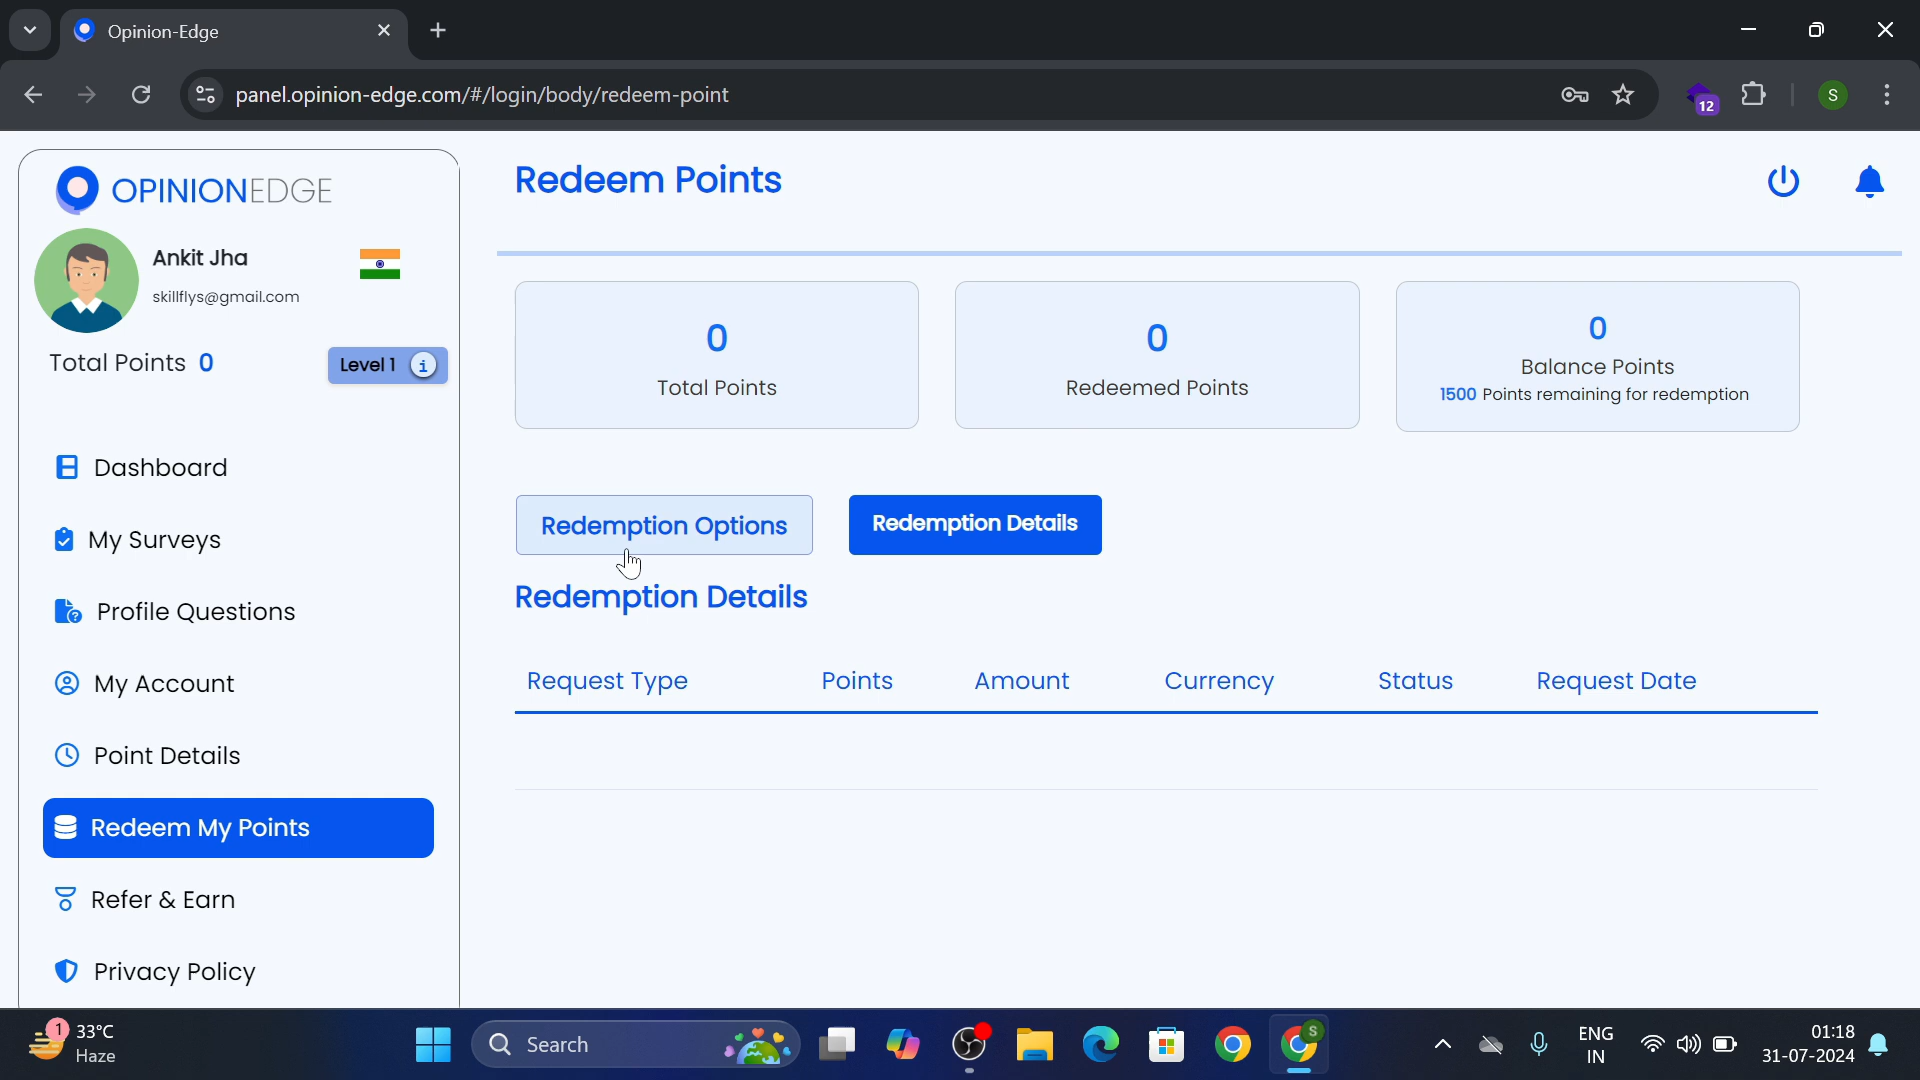 Opinion-Edge
panel.opinion-edge.com/#/login/body/redeem-point
12
S
OPINIONEDGE
Ankit Jha
skillflys@gmail.com
Total Points 0
Level 1 i
Dashboard
My Surveys
Profile Questions
My Account
Point Details
Redeem My Points
Refer & Earn
Privacy Policy
Redeem Points
0
Total Points
0
Redeemed Points
0
Balance Points
1500 Points remaining for redemption
Redemption Options
Redemption Details
Redemption Details
Request Type Points Amount Currency Status Request Date
1
33°C
Haze
Search
S
ENG
IN
01:18
31-07-2024